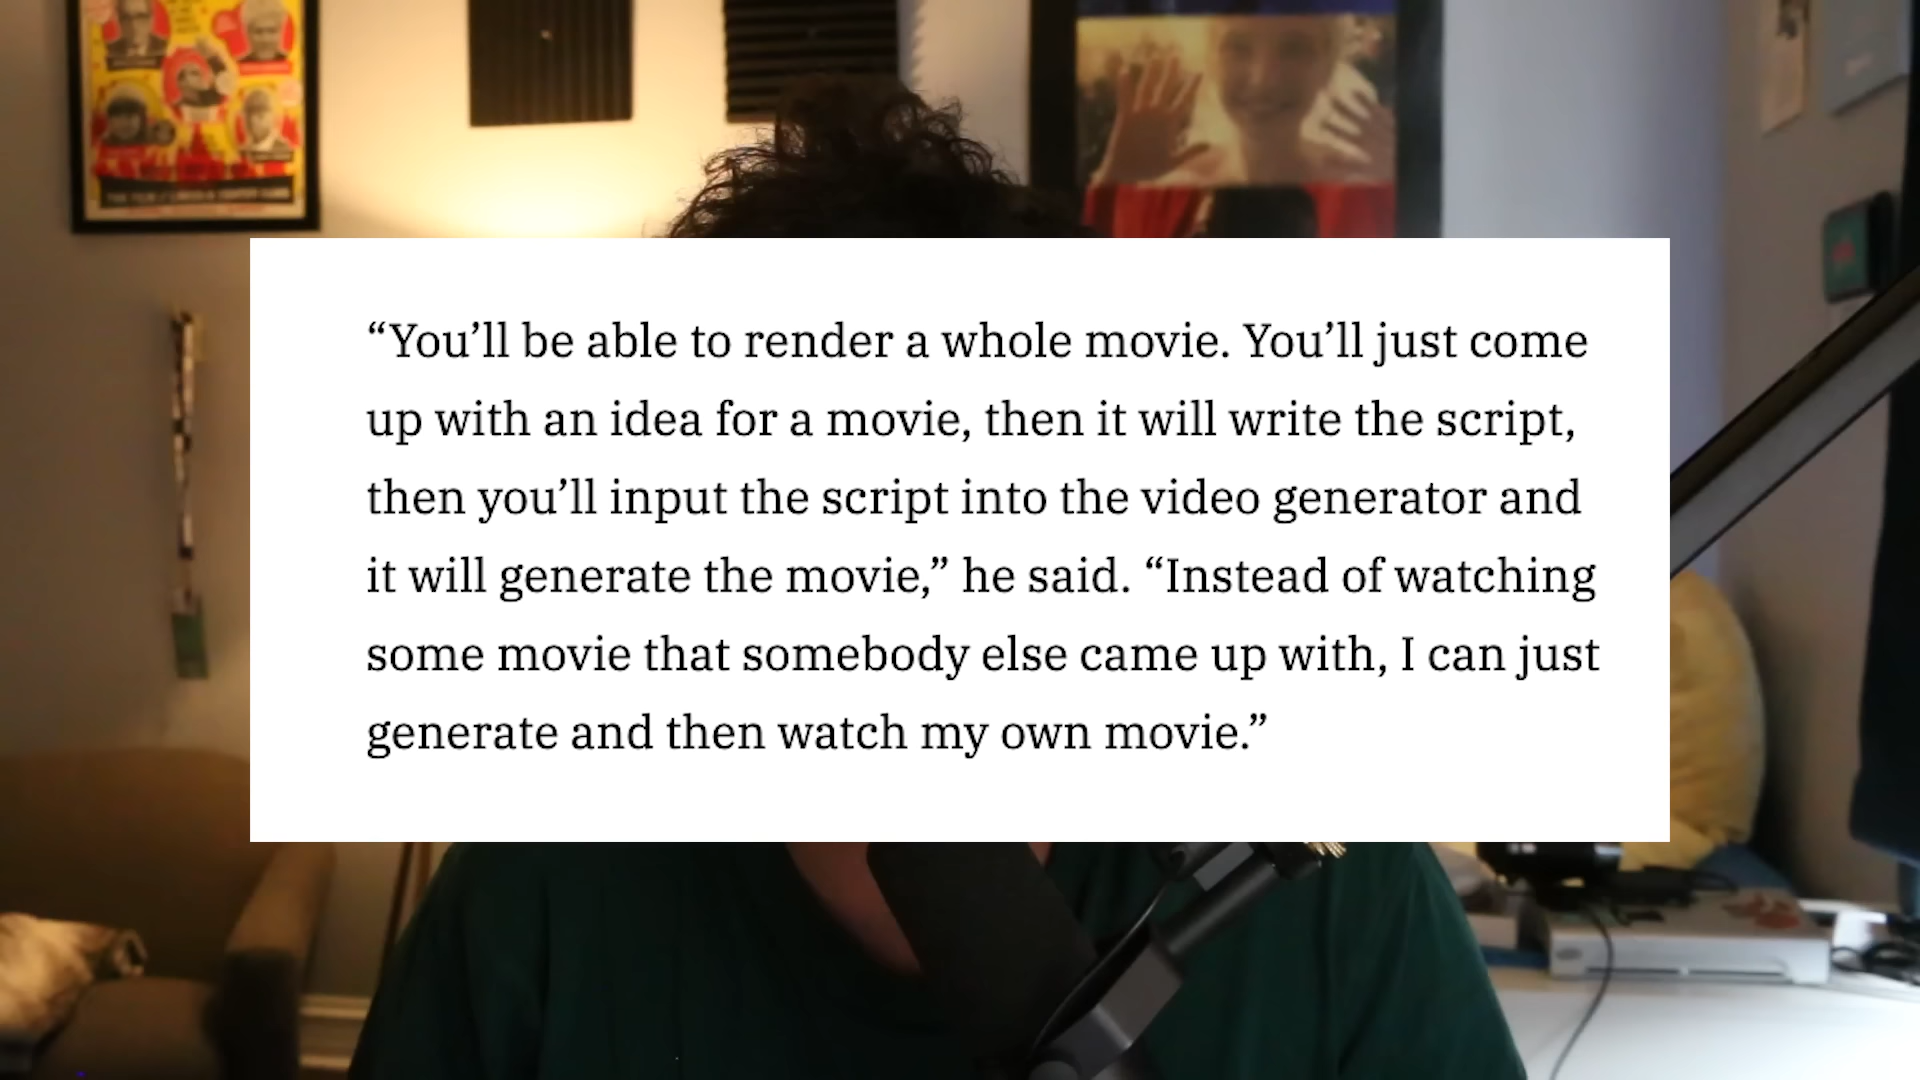 “You’ll be able to render a whole movie. You’ll just come
up with an idea for a movie, then it will write the script,
then you’ll input the script into the video generator and
it will generate the movie,” he said. “Instead of watching
some movie that somebody else came up with, I can just
generate and then watch my own movie.”